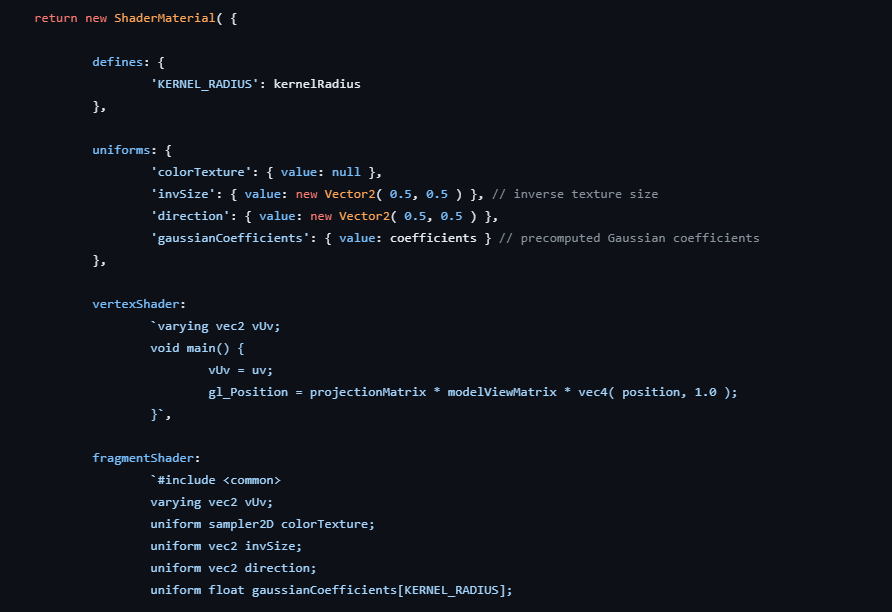 return new ShaderMaterial( {
defines: {
'KERNEL_RADIUS': kernelRadius
},
uniforms: {
'colorTexture': { value: null },
'invSize': { value: new Vector2( 0.5, 0.5 ) }, // inverse texture size
'direction': { value: new Vector2( 0.5, 0.5 ) },
'gaussianCoefficients': { value: coefficients } // precomputed Gaussian coefficients
},
vertexShader:
`varying vec2 vUv;
void main() {
vUv = uv;
gl_Position = projectionMatrix * modelViewMatrix * vec4( position, 1.0 );
}`,
fragmentShader:
`#include <common>
varying vec2 vUv;
uniform sampler2D colorTexture;
uniform vec2 invSize;
uniform vec2 direction;
uniform float gaussianCoefficients[KERNEL_RADIUS];